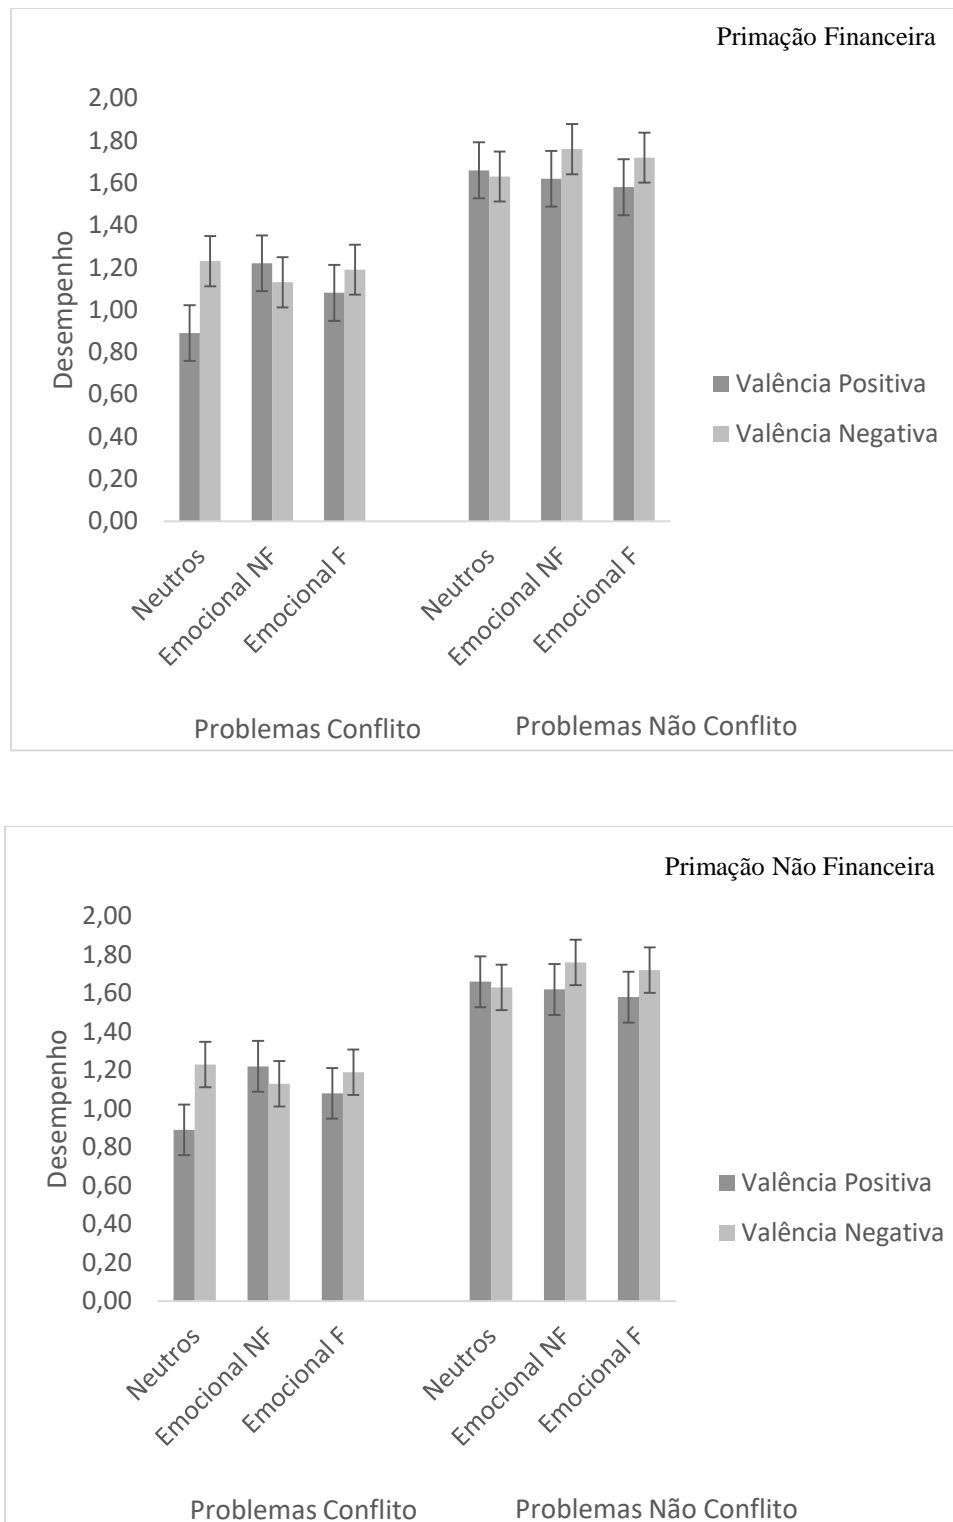 Primação Financeira
2,00
1,80
1,60
1,40
1,20
1,00
0,80
0,60
0,40
0,20
0,00
Desempenho
Neutros
Emocional NF
Emocional F
Neutros
Emocional NF
Emocional F
Problemas Conflito
Problemas Não Conflito
Valência Positiva
Valência Negativa
Primação Não Financeira
2,00
1,80
1,60
1,40
1,20
1,00
0,80
0,60
0,40
0,20
0,00
Desempenho
Neutros
Emocional NF
Emocional F
Neutros
Emocional NF
Emocional F
Problemas Conflito
Problemas Não Conflito
Valência Positiva
Valência Negativa